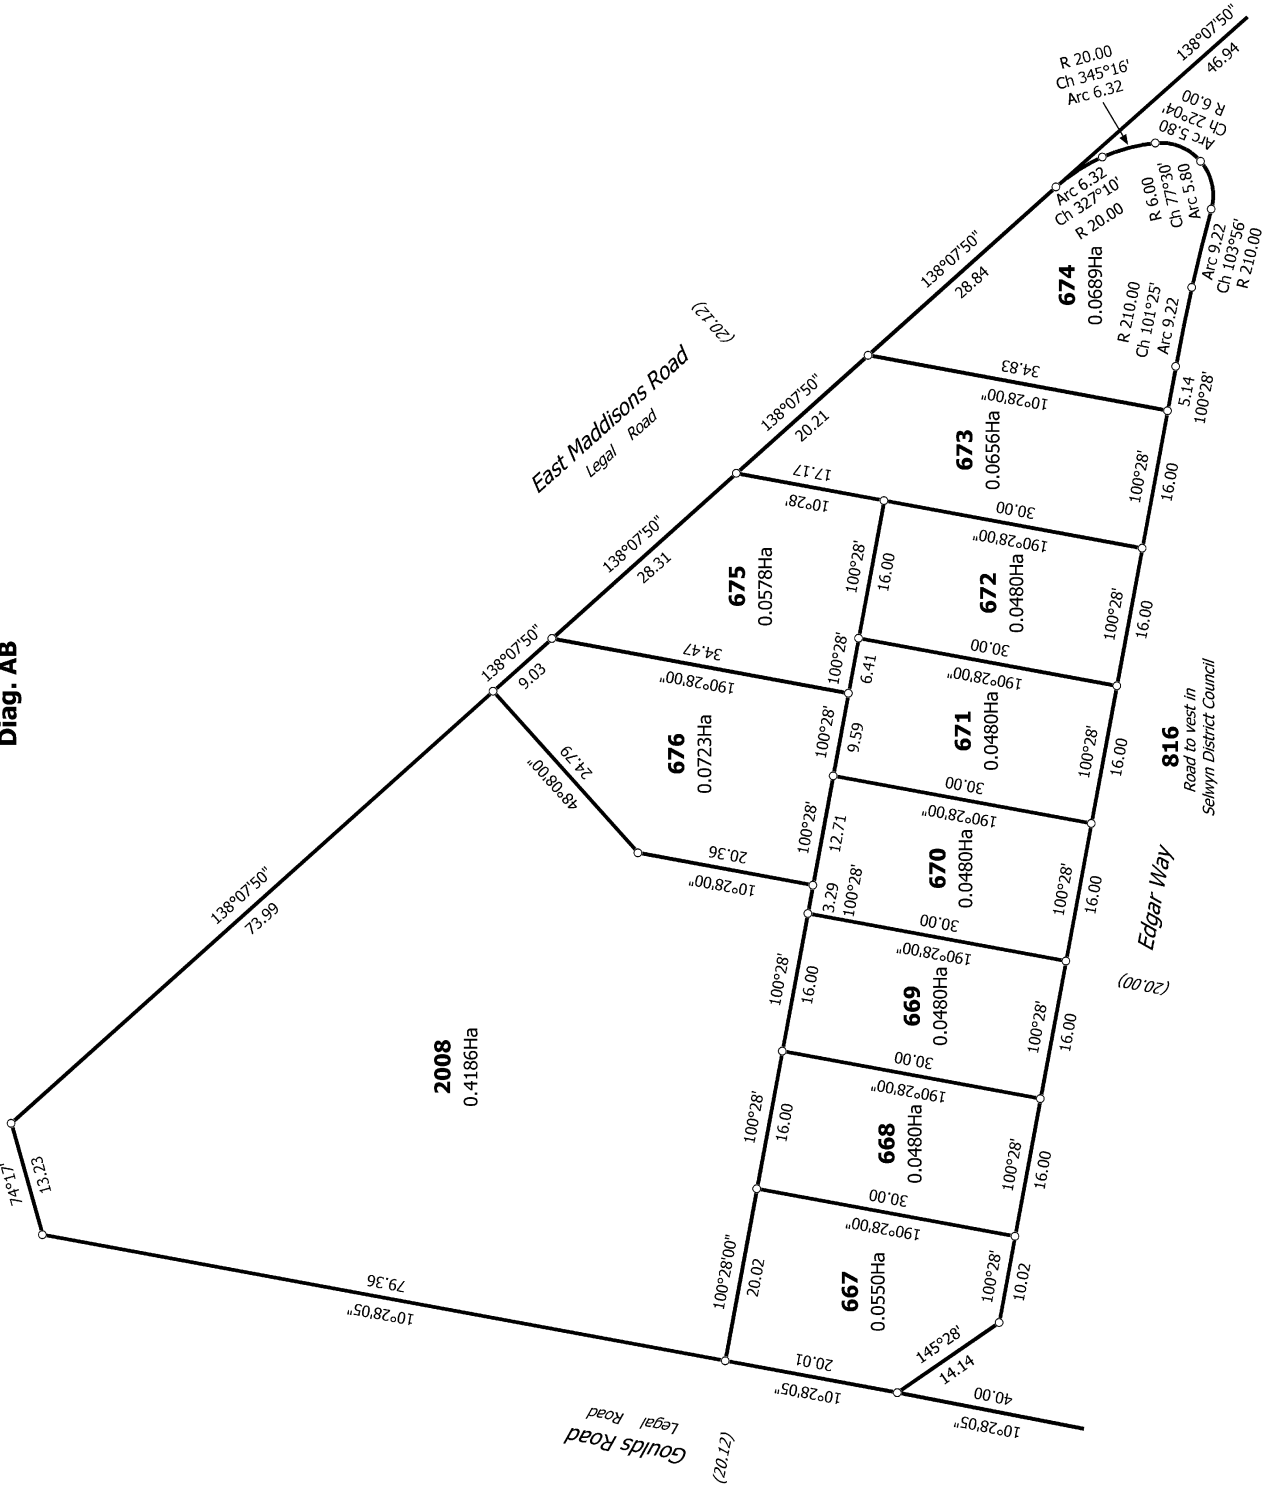 Diag. AB
138°07'50"
46.94
R 20.00
Ch 345°16'
Arc 6.32
R 6.00
Ch 22°04'
Arc 5.80
Arc 6.32
Ch 327°10'
R 20.00
R 6.00
Ch 77°30'
Arc 5.80
Arc 9.22
Ch 103°56'
R 210.00
R 210.00
Ch 101°25'
Arc 9.22
674
0.0689Ha
138°07'50"
28.84
34.83
10°28'00"
5.14
100°28'
East Maddisons Road
Legal Road
(20.12)
138°07'50"
20.21
673
0.0656Ha
100°28'
16.00
17.17
10°28'
30.00
190°28'00"
138°07'50"
28.31
675
0.0578Ha
100°28'
16.00
672
0.0480Ha
100°28'
16.00
138°07'50"
9.03
34.47
190°28'00"
100°28'
6.41
30.00
190°28'00"
24.79
48°08'00"
676
0.0723Ha
100°28'
9.59
671
0.0480Ha
100°28'
16.00
816
Road to vest in
Selwyn District Council
20.36
10°28'00"
100°28'
12.71
30.00
190°28'00"
3.29
100°28'
670
0.0480Ha
100°28'
16.00
Edgar Way
(20.00)
138°07'50"
73.99
30.00
190°28'00"
100°28'
16.00
669
0.0480Ha
100°28'
16.00
2008
0.4186Ha
30.00
190°28'00"
100°28'
16.00
668
0.0480Ha
100°28'
16.00
74°17'
13.23
30.00
190°28'00"
79.36
10°28'05"
100°28'00"
20.02
667
0.0550Ha
100°28'
10.02
20.01
10°28'05"
145°28'
14.14
40.00
10°28'05"
Goulds Road
Legal Road
(20.12)